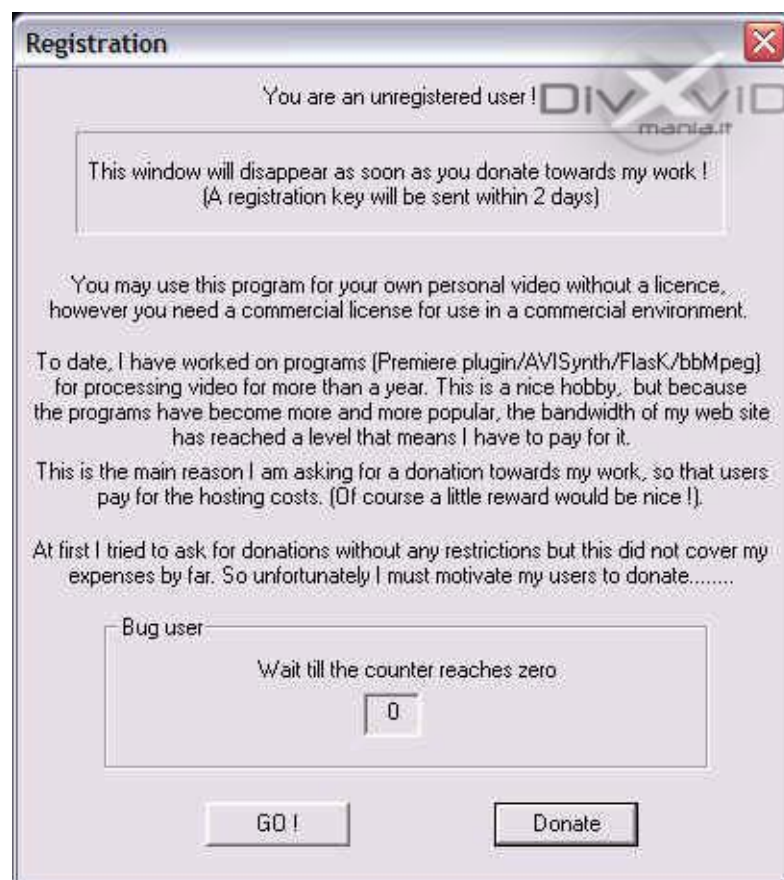 Registration
You are an unregistered user !
DivXviD
mania.it
This window will disappear as soon as you donate towards my work !
(A registration key will be sent within 2 days)
You may use this program for your own personal video without a licence,
however you need a commercial license for use in a commercial environment.
To date, I have worked on programs (Premiere plugin/AVISynth/FlasK/bbMpeg)
for processing video for more than a year. This is a nice hobby, but because
the programs have become more and more popular, the bandwidth of my web site
has reached a level that means I have to pay for it.
This is the main reason I am asking for a donation towards my work, so that users
pay for the hosting costs. (Of course a little reward would be nice !).
At first I tried to ask for donations without any restrictions but this did not cover my
expenses by far. So unfortunately I must motivate my users to donate........
Bug user
Wait till the counter reaches zero
0
GO !
Donate